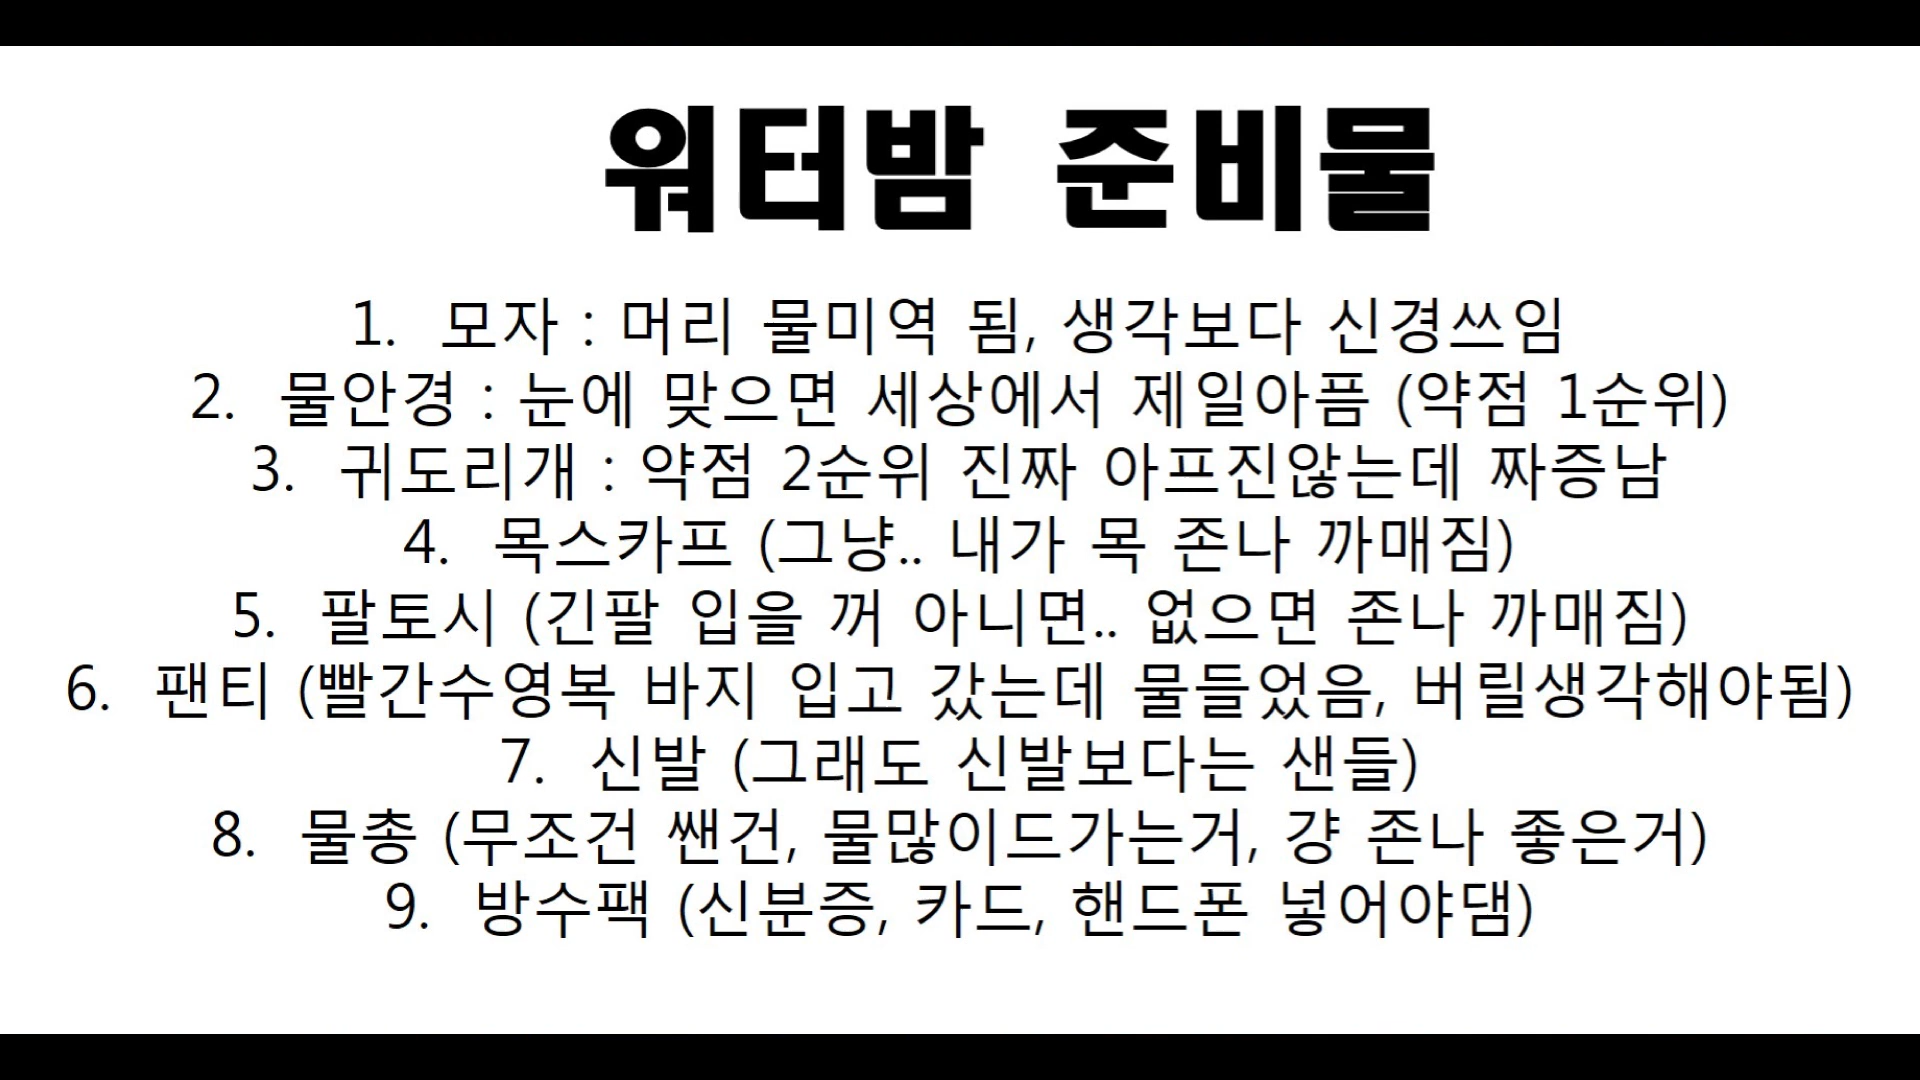 워터밤 준비물
1. 모자 : 머리 물미역 됨, 생각보다 신경쓰임
2. 물안경 : 눈에 맞으면 세상에서 제일아픔 (약점 1순위)
3. 귀도리개 : 약점 2순위 진짜 아프진않는데 짜증남
4. 목스카프 (그냥.. 내가 목 존나 까매짐)
5. 팔토시 (긴팔 입을 꺼 아니면.. 없으면 존나 까매짐)
6. 팬티 (빨간수영복 바지 입고 갔는데 물들었음, 버릴생각해야됨)
7. 신발 (그래도 신발보다는 샌들)
8. 물총 (무조건 쌘건, 물많이드가는거, 걍 존나 좋은거)
9. 방수팩 (신분증, 카드, 핸드폰 넣어야댐)